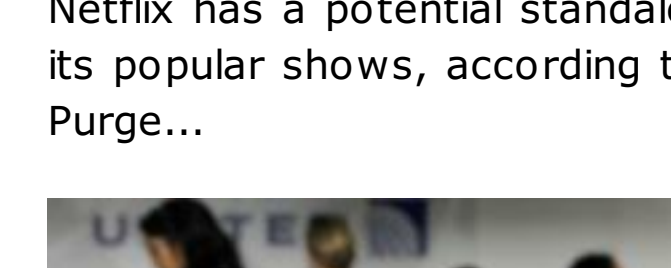 Netflix has a potential
its popular shows, according
Purge...